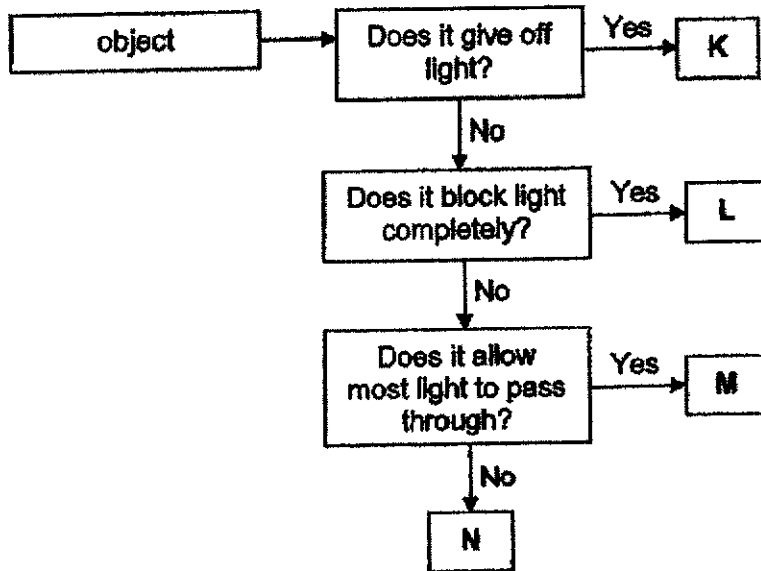 object
Does it give off
light?
Yes
K
No
Does it block light
completely?
Yes
L
No
Does it allow
most light to pass
through?
Yes
M
No
N